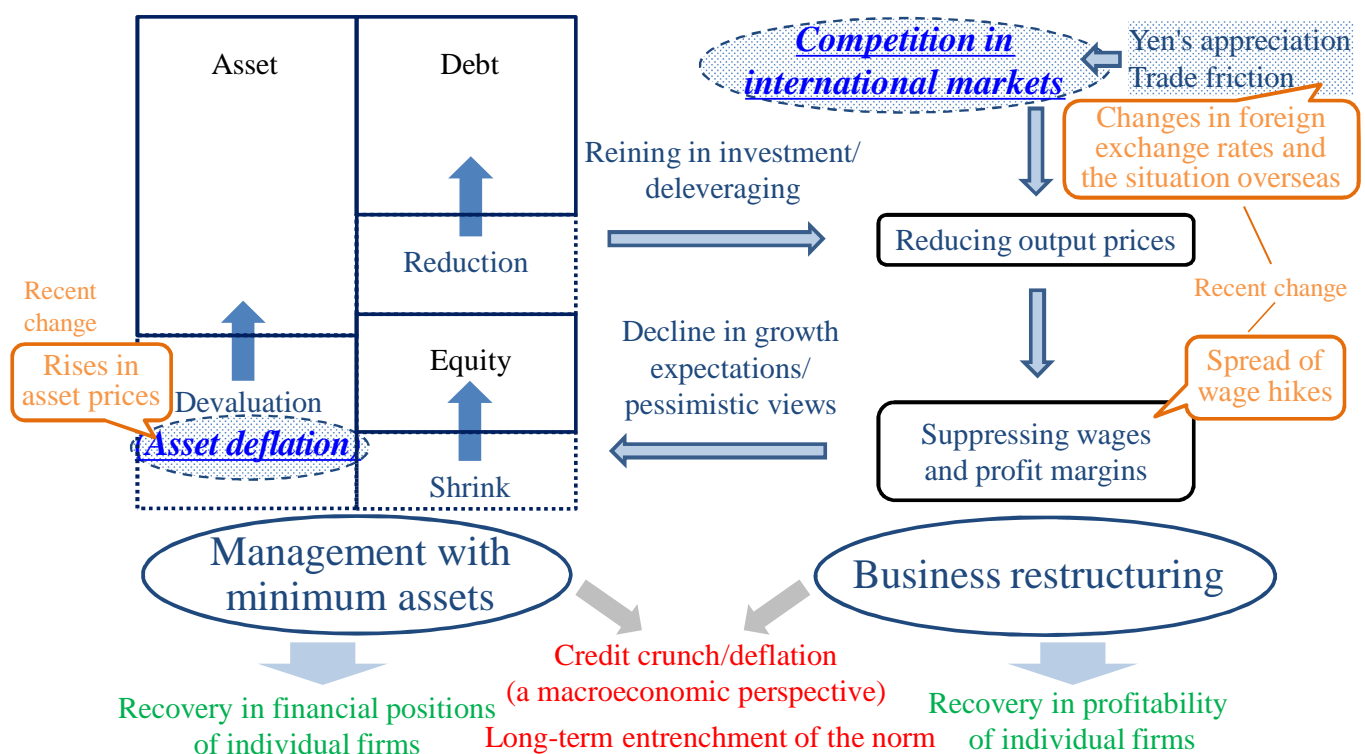 Asset
Debt
Reduction
Equity
Devaluation
Asset deflation
Shrink
Recent
change
Rises in
asset prices
Reining in investment/
deleveraging
Decline in growth
expectations/
pessimistic views
Competition in
international markets
Yen's appreciation
Trade friction
Changes in foreign
exchange rates and
the situation overseas
Reducing output prices
Recent change
Spread of
wage hikes
Suppressing wages
and profit margins
Management with
minimum assets
Business restructuring
Credit crunch/deflation
(a macroeconomic perspective)
Long-term entrenchment of the norm
Recovery in financial positions
of individual firms
Recovery in profitability
of individual firms